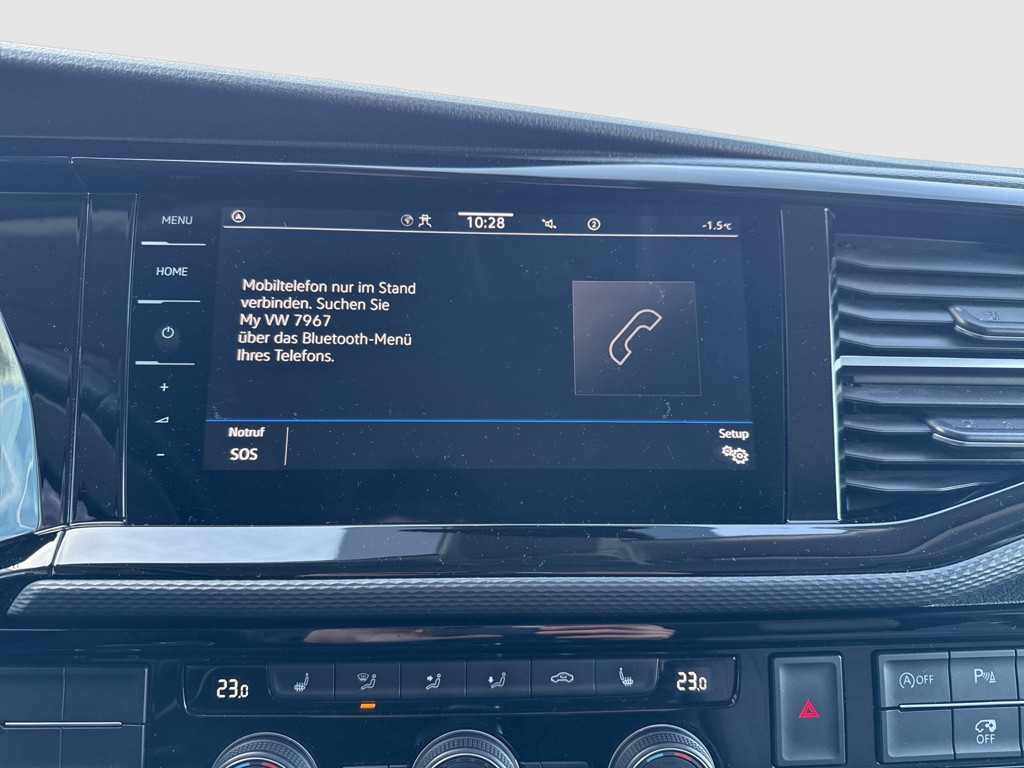 MENU
10:28
2
-1.5°C
HOME
Mobiltelefon nur im Stand
verbinden. Suchen Sie
My VW 7967
über das Bluetooth-Menü
Ihres Telefons.
+
-
Notruf
SOS
Setup
23.0
23.0
A OFF
P
OFF